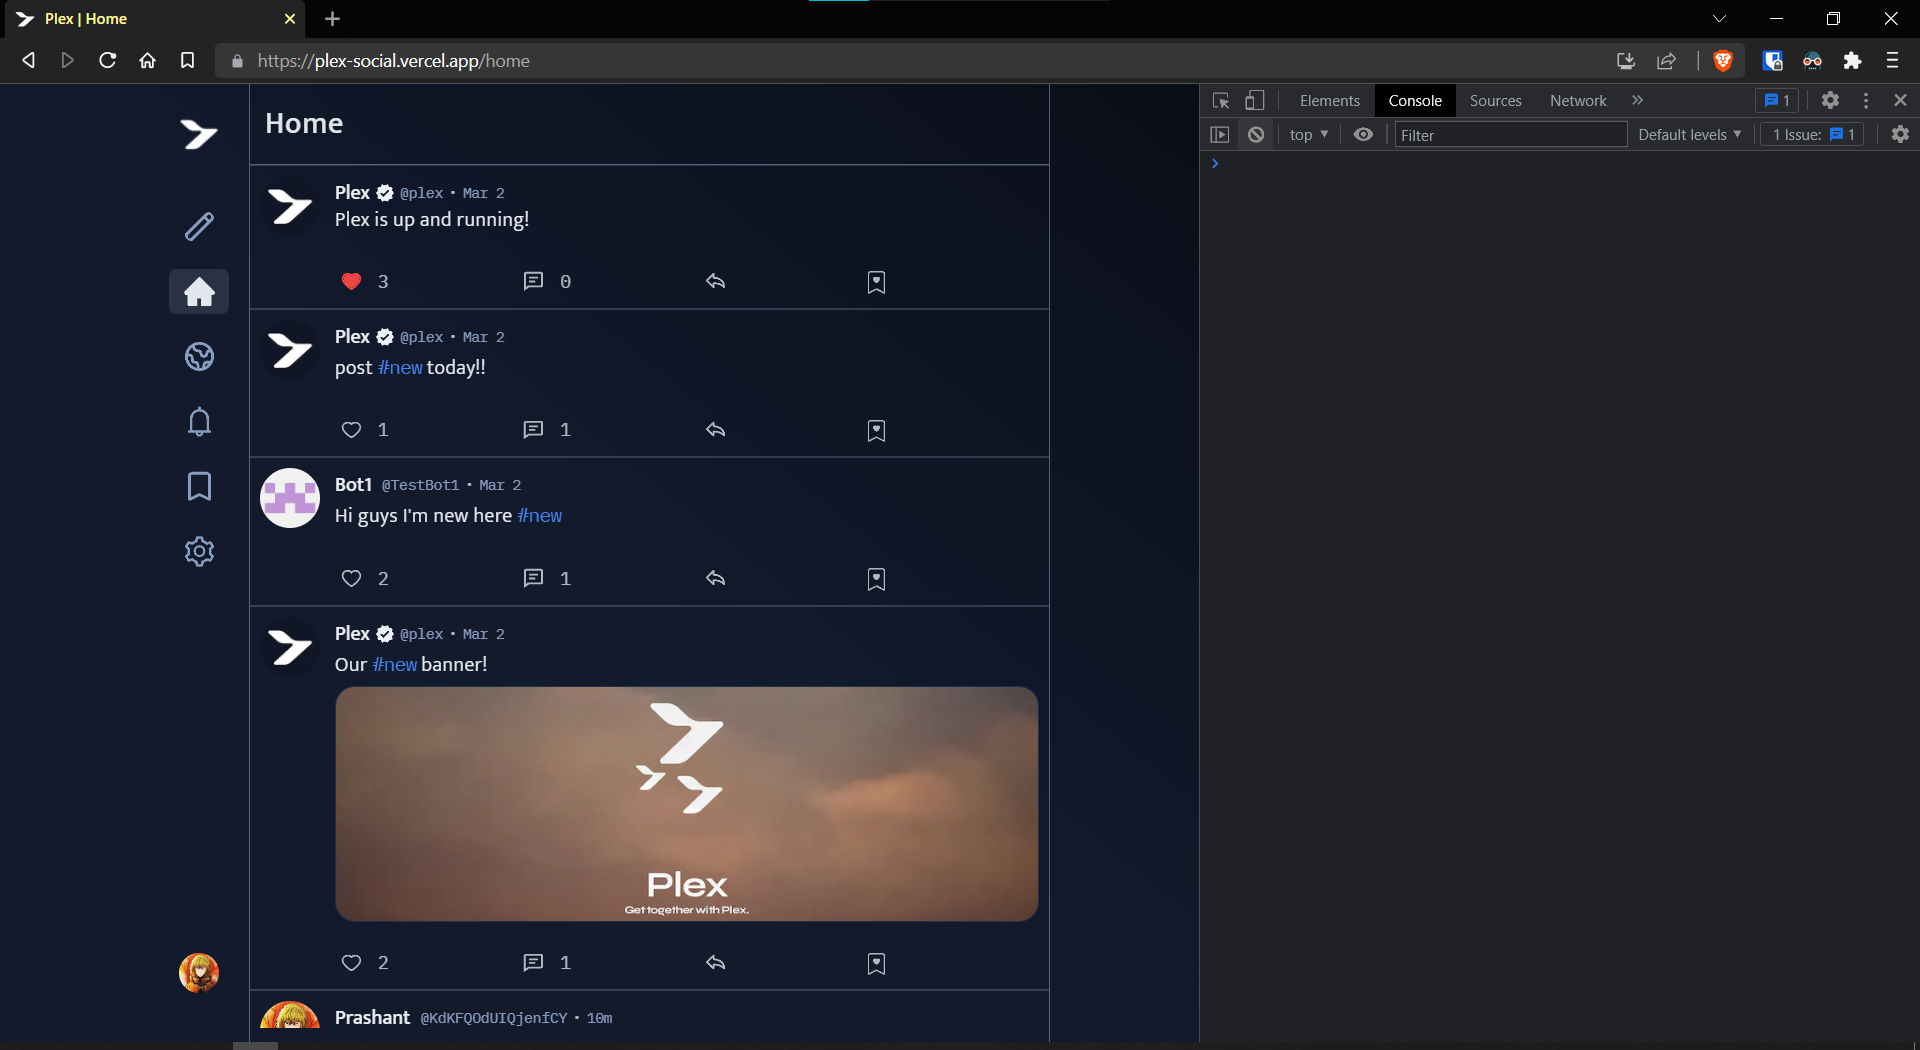 Plex | Home
https://plex-social.vercel.app/home
Elements Console Sources Network 1
top Filter Default levels 1 Issue: 1
Home
Plex @plex • Mar 2
Plex is up and running!
3 0
Plex @plex • Mar 2
post #new today!!
1 1
Bot1 @TestBot1 • Mar 2
Hi guys I'm new here #new
2 1
Plex @plex • Mar 2
Our #new banner!
Plex
Get together with Plex.
2 1
Prashant @KdKFQOdUIQjenfCY • 10m